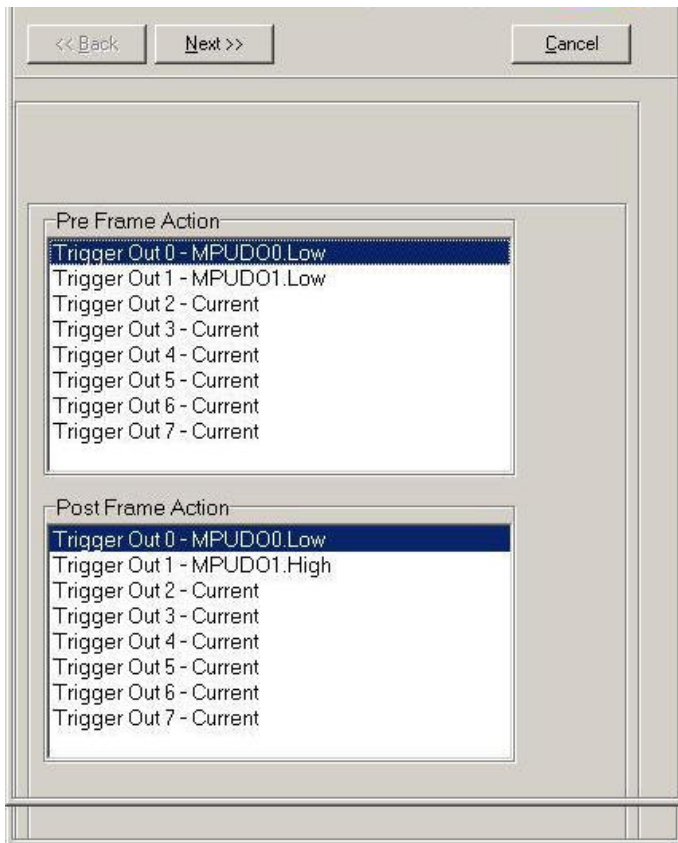 << Back
Next >>
Cancel
Pre Frame Action
Trigger Out 0 - MPUDO0.Low
Trigger Out 1 - MPUDO1.Low
Trigger Out 2 - Current
Trigger Out 3 - Current
Trigger Out 4 - Current
Trigger Out 5 - Current
Trigger Out 6 - Current
Trigger Out 7 - Current
Post Frame Action
Trigger Out 0 - MPUDO0.Low
Trigger Out 1 - MPUDO1.High
Trigger Out 2 - Current
Trigger Out 3 - Current
Trigger Out 4 - Current
Trigger Out 5 - Current
Trigger Out 6 - Current
Trigger Out 7 - Current